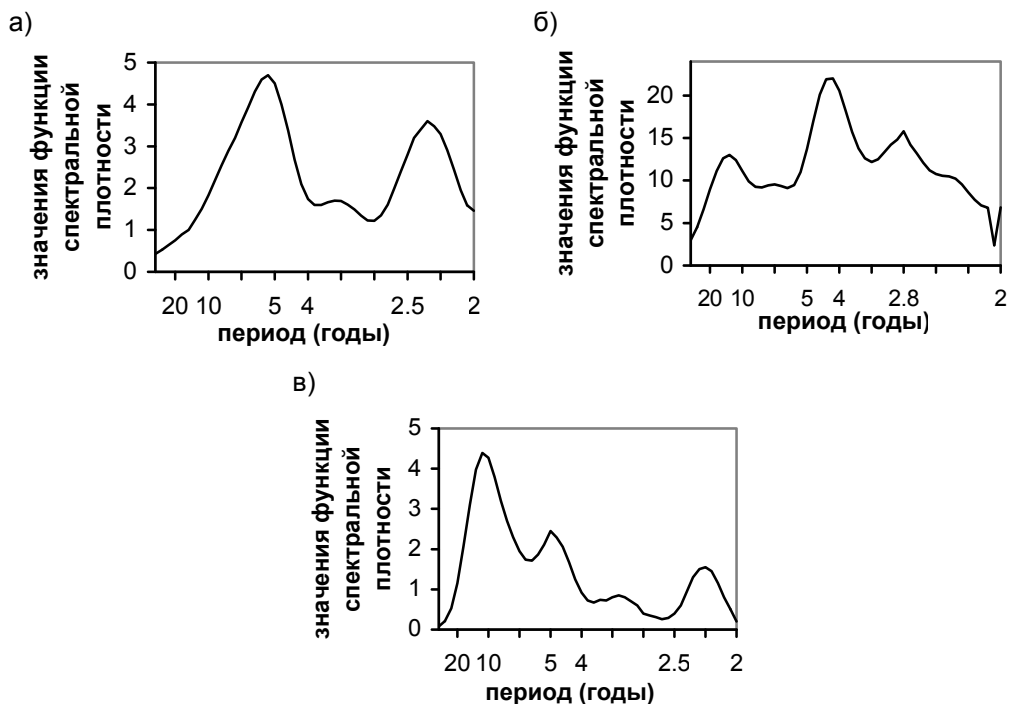 а)
значения функции
спектральной
плотности
5
4
3
2
1
0
20 10 5 4 2.5 2
период (годы)
б)
значения функции
спектральной
плотности
20
15
10
5
0
20 10 5 4 2.8 2
период (годы)
в)
значения функции
спектральной
плотности
5
4
3
2
1
0
20 10 5 4 2.5 2
период (годы)